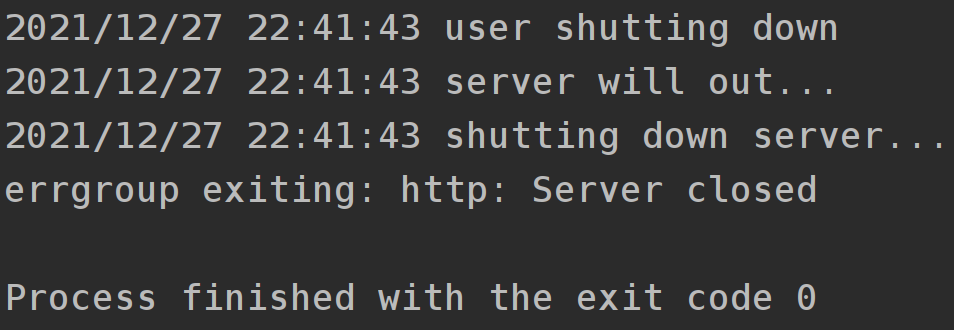 2021/12/27 22:41:43 user shutting down
2021/12/27 22:41:43 server will out...
2021/12/27 22:41:43 shutting down server...
errgroup exiting: http: Server closed
Process finished with the exit code 0